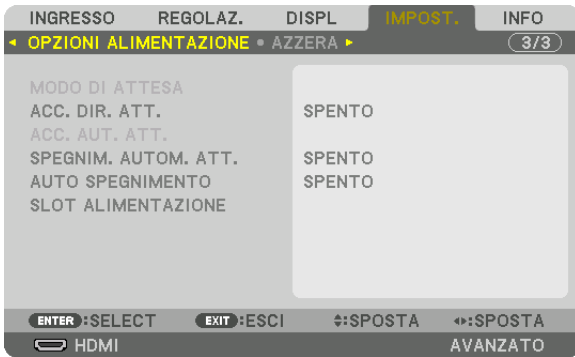 INGRESSO REGOLAZ. DISPL IMPOST. INFO
OPZIONI ALIMENTAZIONE • AZZERA 3/3
MODO DI ATTESA
ACC. DIR. ATT. SPENTO
ACC. AUT. ATT.
SPEGNIM. AUTOM. ATT. SPENTO
AUTO SPEGNIMENTO SPENTO
SLOT ALIMENTAZIONE
ENTER :SELECT EXIT :ESCI :SPOSTA :SPOSTA
HDMI AVANZATO